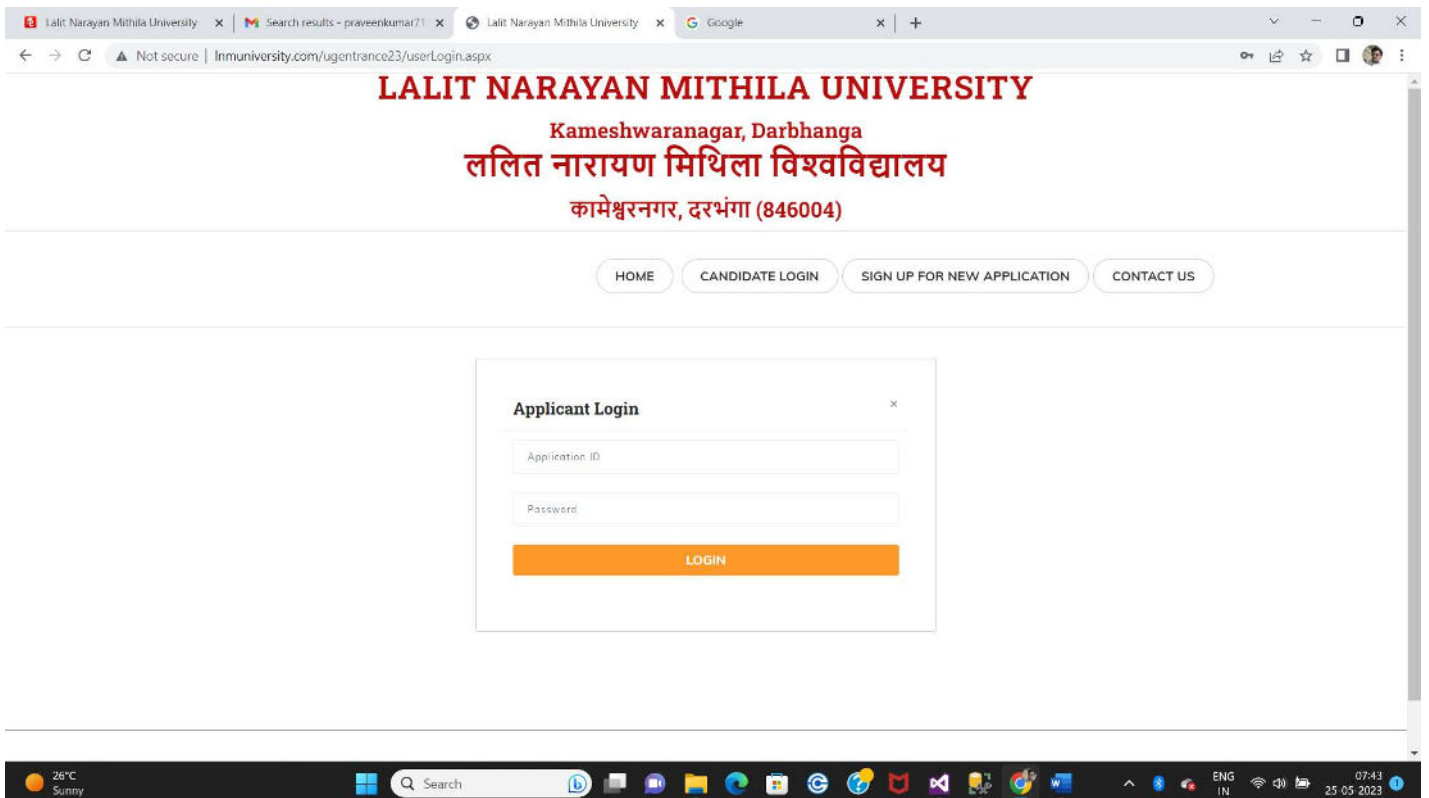 Lalit Narayan Mithila University
Search results - praveenkumar71
Lalit Narayan Mithila University
Google
Not secure | lnmuniversity.com/ugentrance23/userLogin.aspx
LALIT NARAYAN MITHILA UNIVERSITY
Kameshwaranagar, Darbhanga
ललित नारायण मिथिला विश्वविद्यालय
कामेश्वरनगर, दरभंगा (846004)
HOME
CANDIDATE LOGIN
SIGN UP FOR NEW APPLICATION
CONTACT US
Applicant Login
Application ID
Password
LOGIN
26°C
Sunny
Search
ENG
IN
07:43
25-05-2023
1